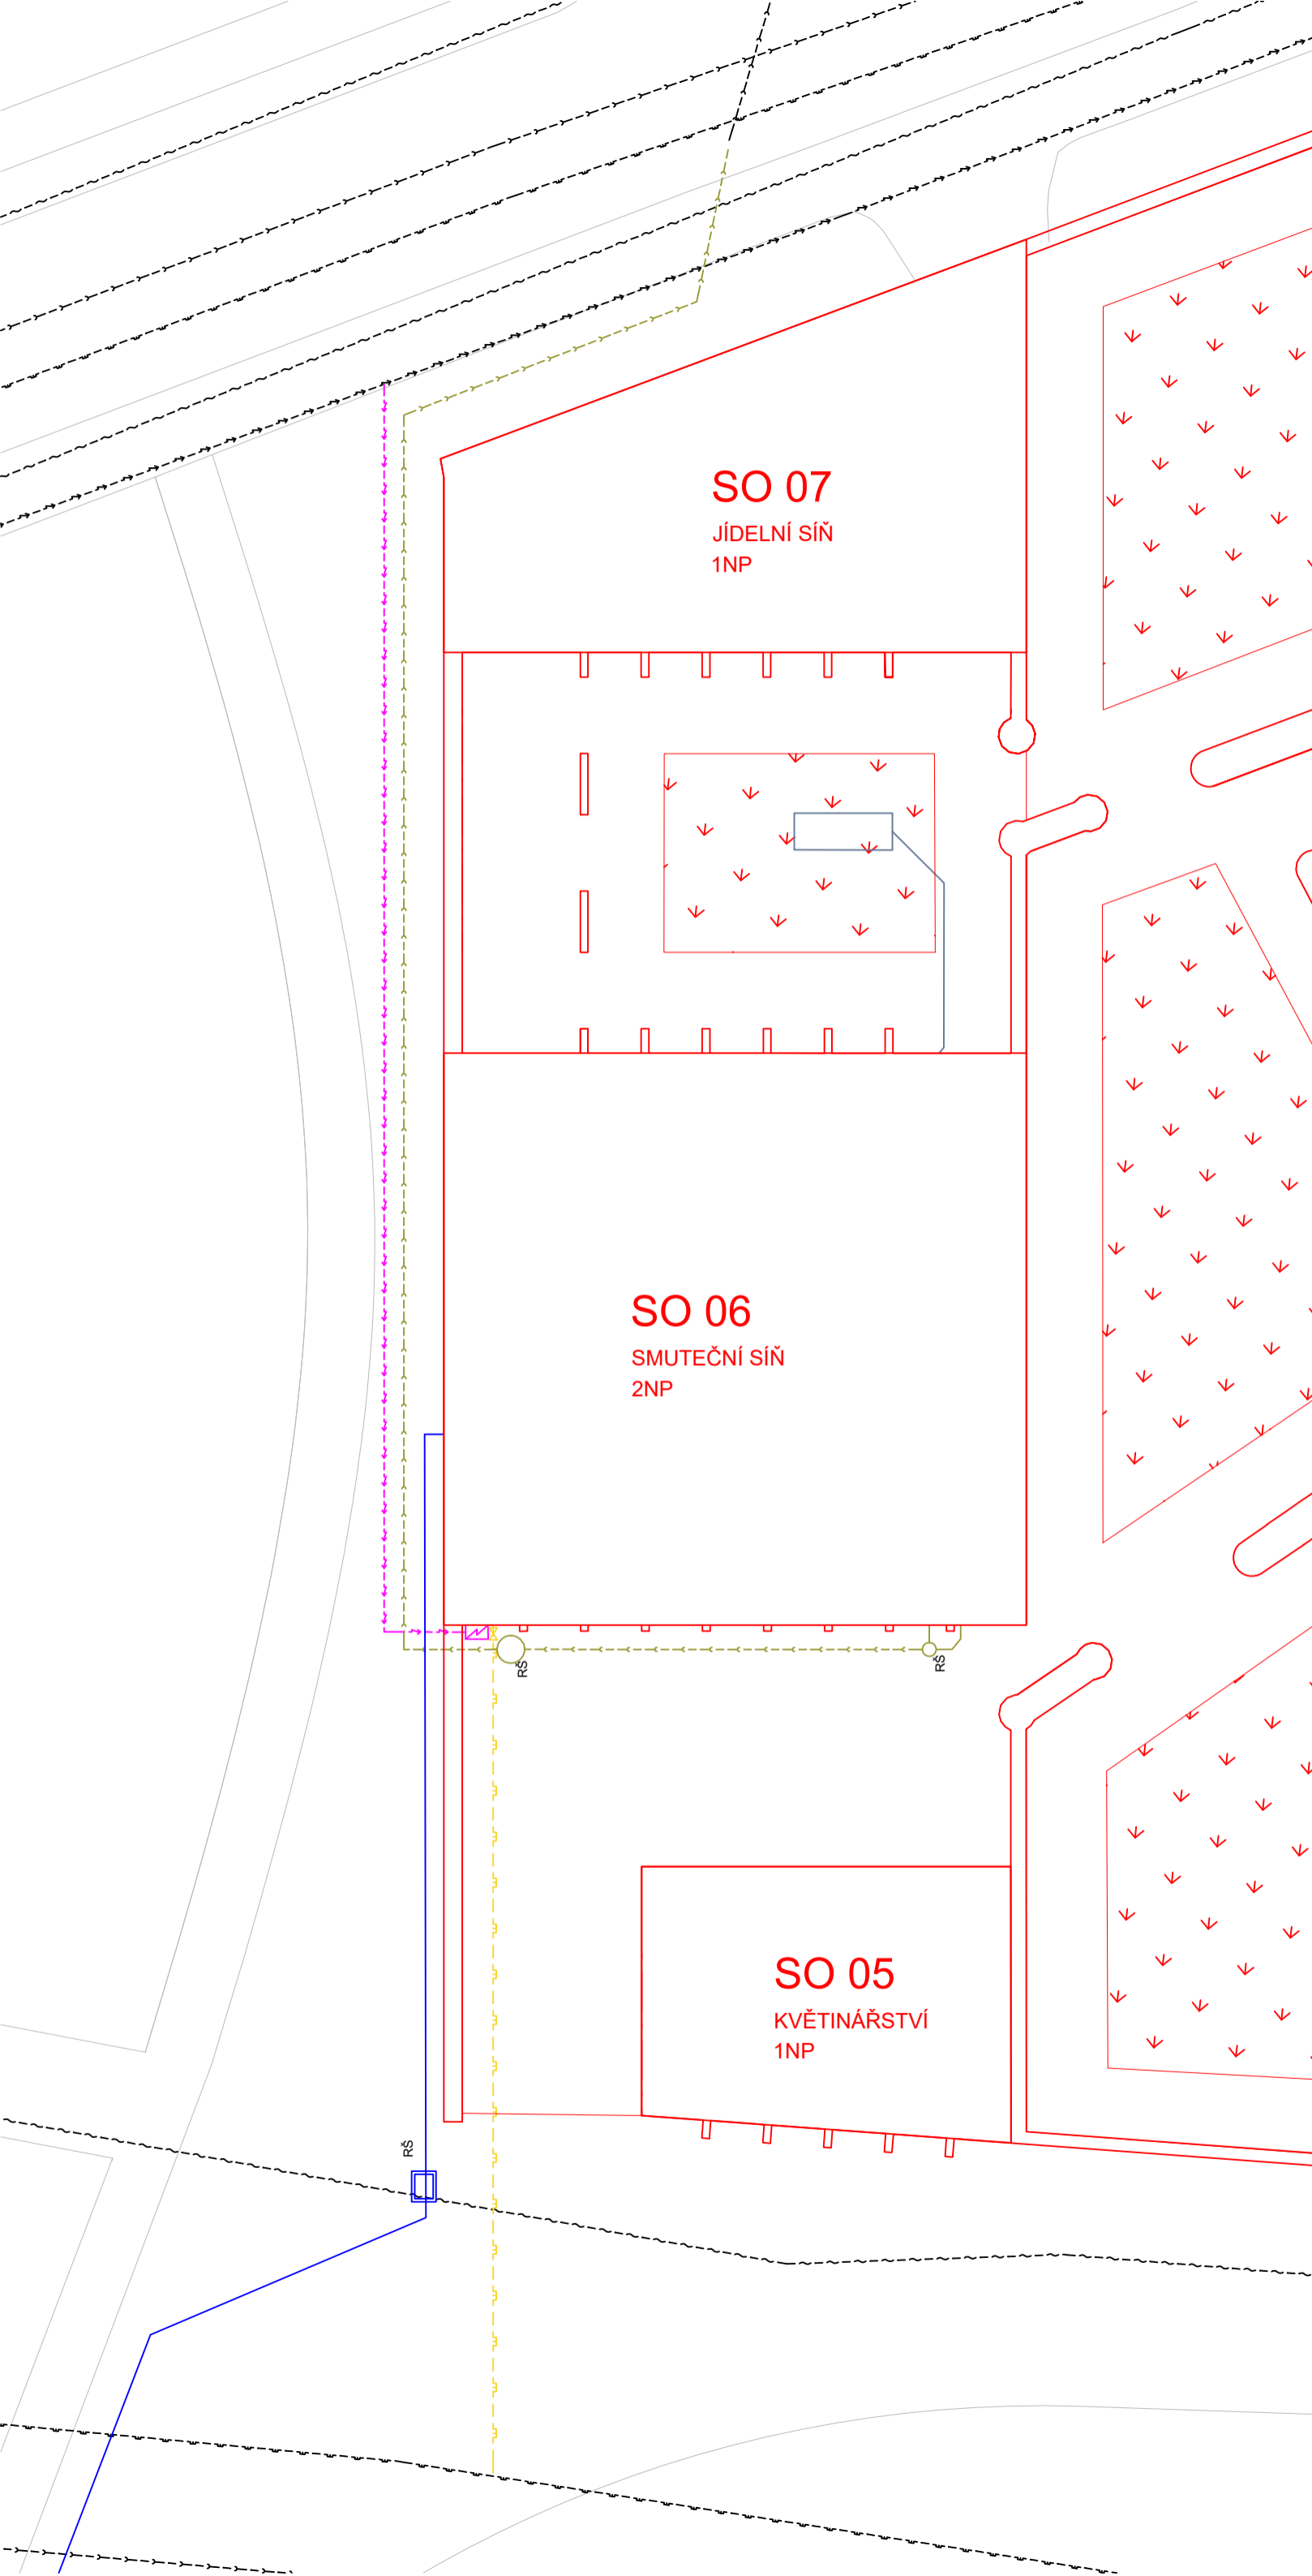 SO 07
JÍDELNÍ SÍŇ
1NP
SO 06
SMUTEČNÍ SÍŇ
2NP
RŠ
RŠ
SO 05
KVĚTINÁŘSTVÍ
1NP
RŠ